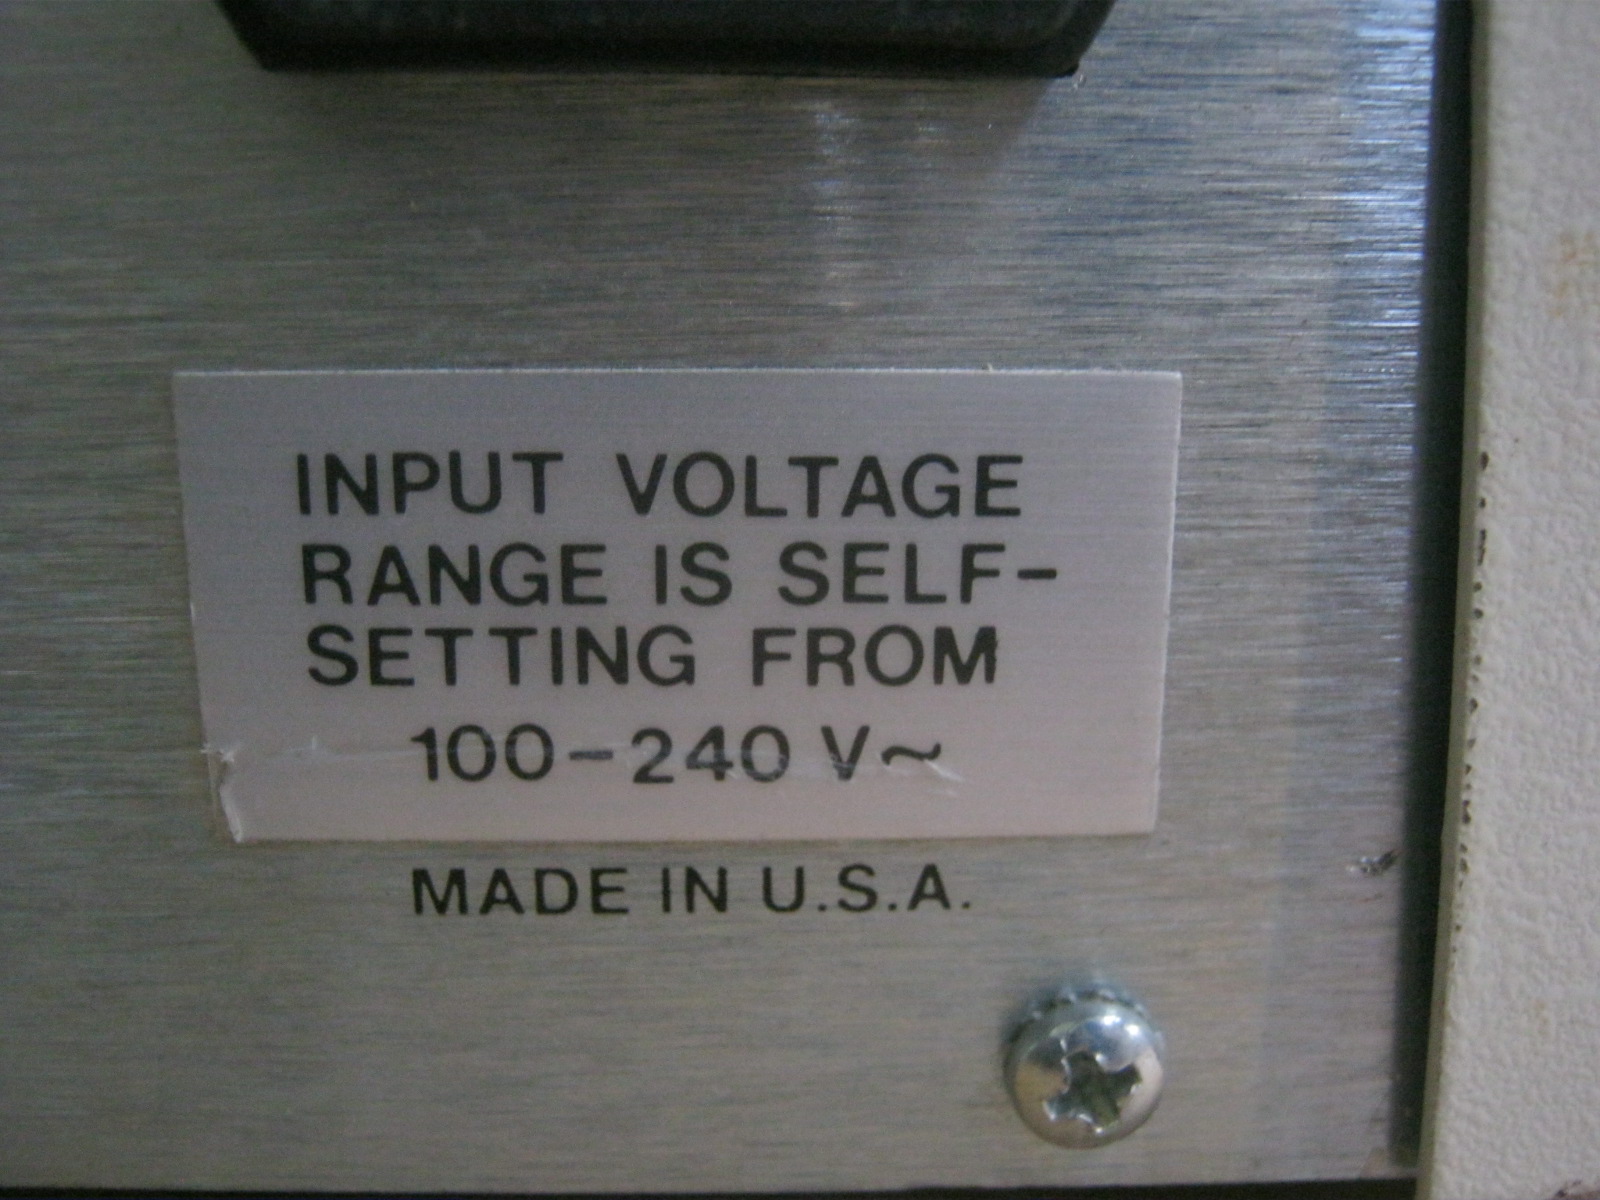 INPUT VOLTAGE
RANGE IS SELF-
SETTING FROM
100-240 V~
MADE IN U.S.A.